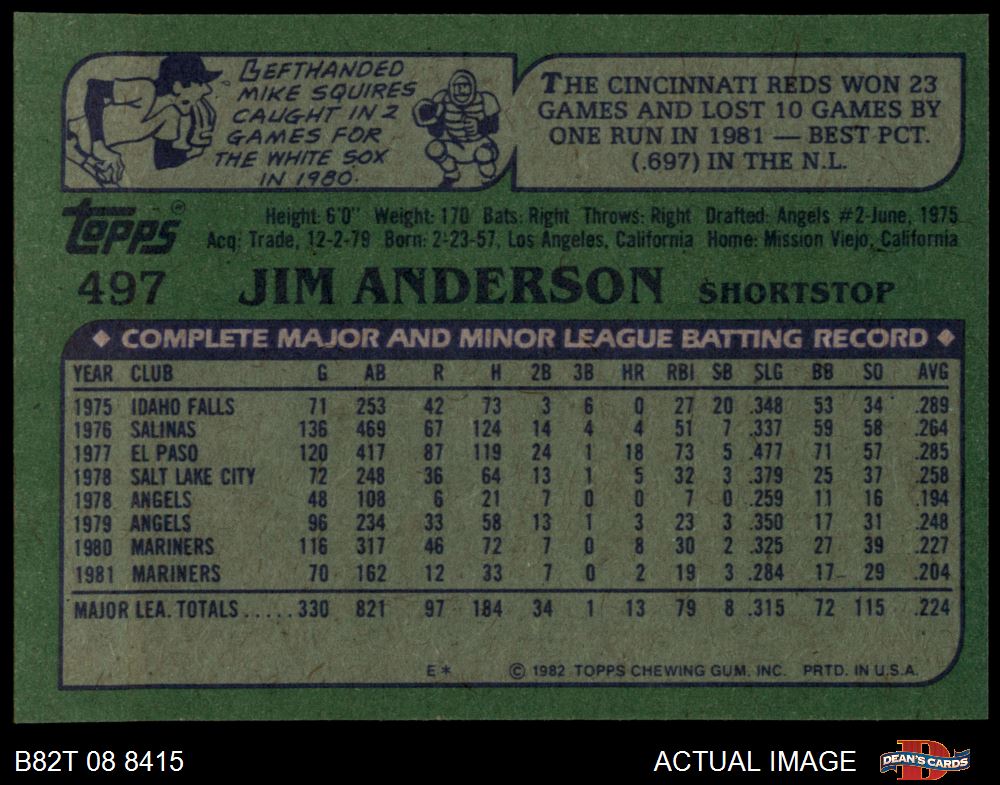 LEFTHANDED
MIKE SQUIRES
CAUGHT IN 2
GAMES FOR
THE WHITE SOX
IN 1980.
THE CINCINNATI REDS WON 23
GAMES AND LOST 10 GAMES BY
ONE RUN IN 1981 — BEST PCT.
(.697) IN THE N.L.
Topps®
Height: 6'0" Weight: 170 Bats: Right Throws: Right Drafted: Angels #2-June, 1975
Acq: Trade, 12-2-79 Born: 2-23-57, Los Angeles, California Home: Mission Viejo, California
497 JIM ANDERSON SHORTSTOP
COMPLETE MAJOR AND MINOR LEAGUE BATTING RECORD
YEAR CLUB G AB R H 2B 3B HR RBI SB SLG BB SO AVG
1975 IDAHO FALLS 71 253 42 73 3 6 0 27 20 .348 53 34 .289
1976 SALINAS 136 469 67 124 14 4 4 51 7 .337 59 58 .264
1977 EL PASO 120 417 87 119 24 1 18 73 5 .477 71 57 .285
1978 SALT LAKE CITY 72 248 36 64 13 1 5 32 3 .379 25 37 .258
1978 ANGELS 48 108 6 21 7 0 0 7 0 .259 11 16 .194
1979 ANGELS 96 234 33 58 13 1 3 23 3 .350 17 31 .248
1980 MARINERS 116 317 46 72 7 0 8 30 2 .325 27 39 .227
1981 MARINERS 70 162 12 33 7 0 2 19 3 .284 17 29 .204
MAJOR LEA. TOTALS.....330 821 97 184 34 1 13 79 8 .315 72 115 .224
E* © 1982 TOPPS CHEWING GUM, INC. PRTD. IN U.S.A.
B82T 08 8415 ACTUAL IMAGE D DEAN'S CARDS